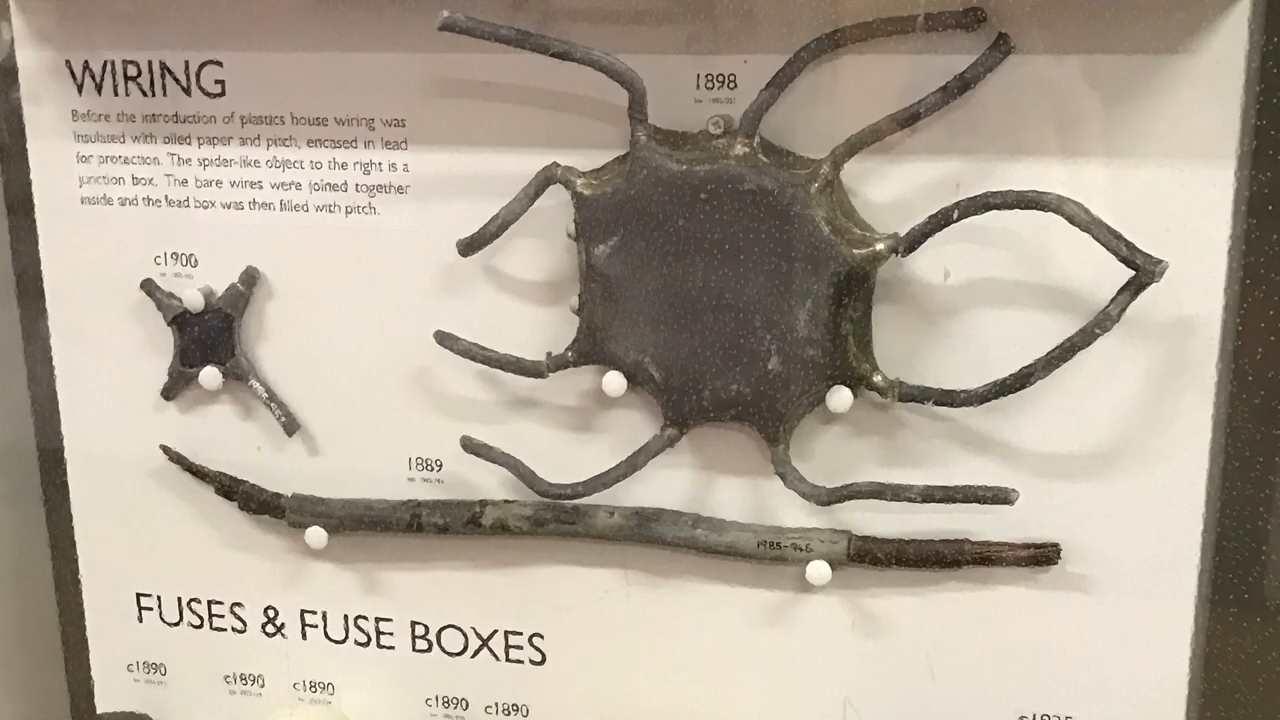 WIRING
Before the introduction of plastics house wiring was
insulated with oiled paper and pitch, encased in lead
for protection. The spider-like object to the right is a
junction box. The bare wires were joined together
inside and the lead box was then filled with pitch.
1898
c1900
1889
1985-946
FUSES & FUSE BOXES
c1890
c1890
c1890
c1890
c1890